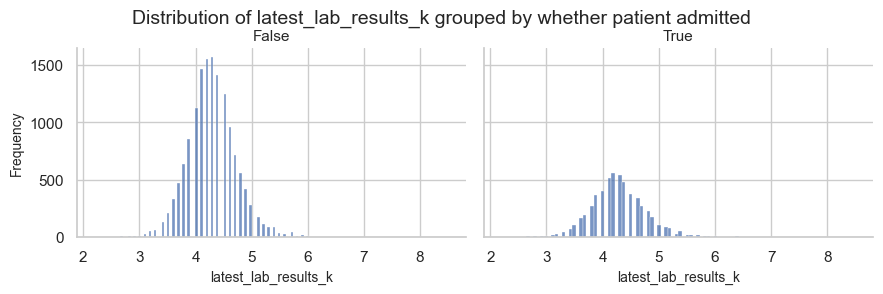 Distribution of latest_lab_results_k grouped by whether patient admitted
False
True
1500
1000
500
0
Frequency
2 3 4 5 6 7 8
2 3 4 5 6 7 8
latest_lab_results_k
latest_lab_results_k